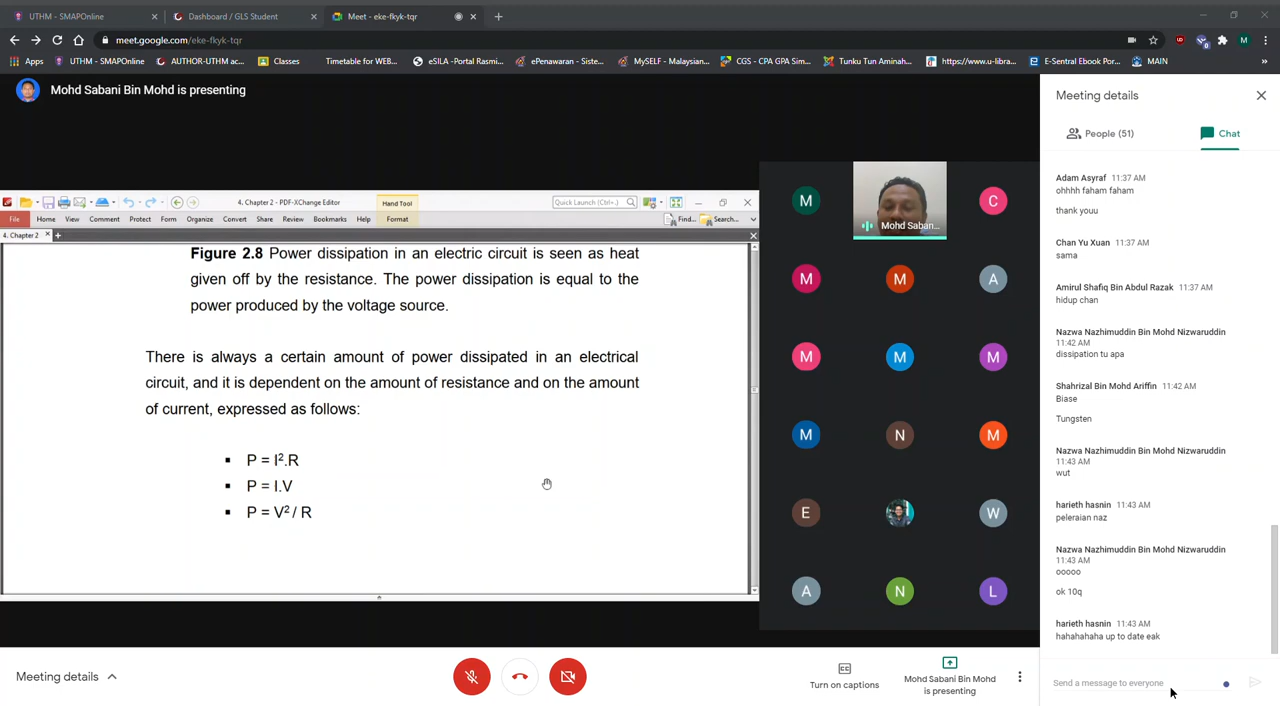 UTHM - SMAPOnline
Dashboard / GLS Student
Meet - eke-fkyk-tqr
meet.google.com/eke-fkyk-tqr
M
Apps
UTHM - SMAPOnline
AUTHOR-UTHM ac...
Classes
Timetable for WEB...
eSILA -Portal Rasmi...
ePenawaran - Siste...
MySELF - Malaysian...
CGS - CPA GPA Sim...
Tunku Tun Aminah...
https://www.u-libra...
E-Sentral Ebook Por...
MAIN
»
Mohd Sabani Bin Mohd is presenting
4. Chapter 2 - PDF-XChange Editor
Hand Tool
Quick Launch (Ctrl+.)
File
Home
View
Comment
Protect
Form
Organize
Convert
Share
Review
Bookmarks
Help
Format
Find...
Search...
4. Chapter 2
Figure 2.8 Power dissipation in an electric circuit is seen as heat
given off by the resistance. The power dissipation is equal to the
power produced by the voltage source.
There is always a certain amount of power dissipated in an electrical
circuit, and it is dependent on the amount of resistance and on the amount
of current, expressed as follows:
▪ P = I².R
▪ P = I.V
▪ P = V² / R
M
Mohd Saban...
C
M
M
A
M
M
M
M
N
M
E
W
A
N
L
Meeting details
People (51)
Chat
Adam Asyraf 11:37 AM
ohhhh faham faham
thank youu
Chan Yu Xuan 11:37 AM
sama
Amirul Shafiq Bin Abdul Razak 11:37 AM
hidup chan
Nazwa Nazhimuddin Bin Mohd Nizwaruddin
11:42 AM
dissipation tu apa
Shahrizal Bin Mohd Ariffin 11:42 AM
Biase
Tungsten
Nazwa Nazhimuddin Bin Mohd Nizwaruddin
11:43 AM
wut
harieth hasnin 11:43 AM
peleraian naz
Nazwa Nazhimuddin Bin Mohd Nizwaruddin
11:43 AM
ooooo
ok 10q
harieth hasnin 11:43 AM
hahahahaha up to date eak
Send a message to everyone
Meeting details
Turn on captions
Mohd Sabani Bin Mohd
is presenting